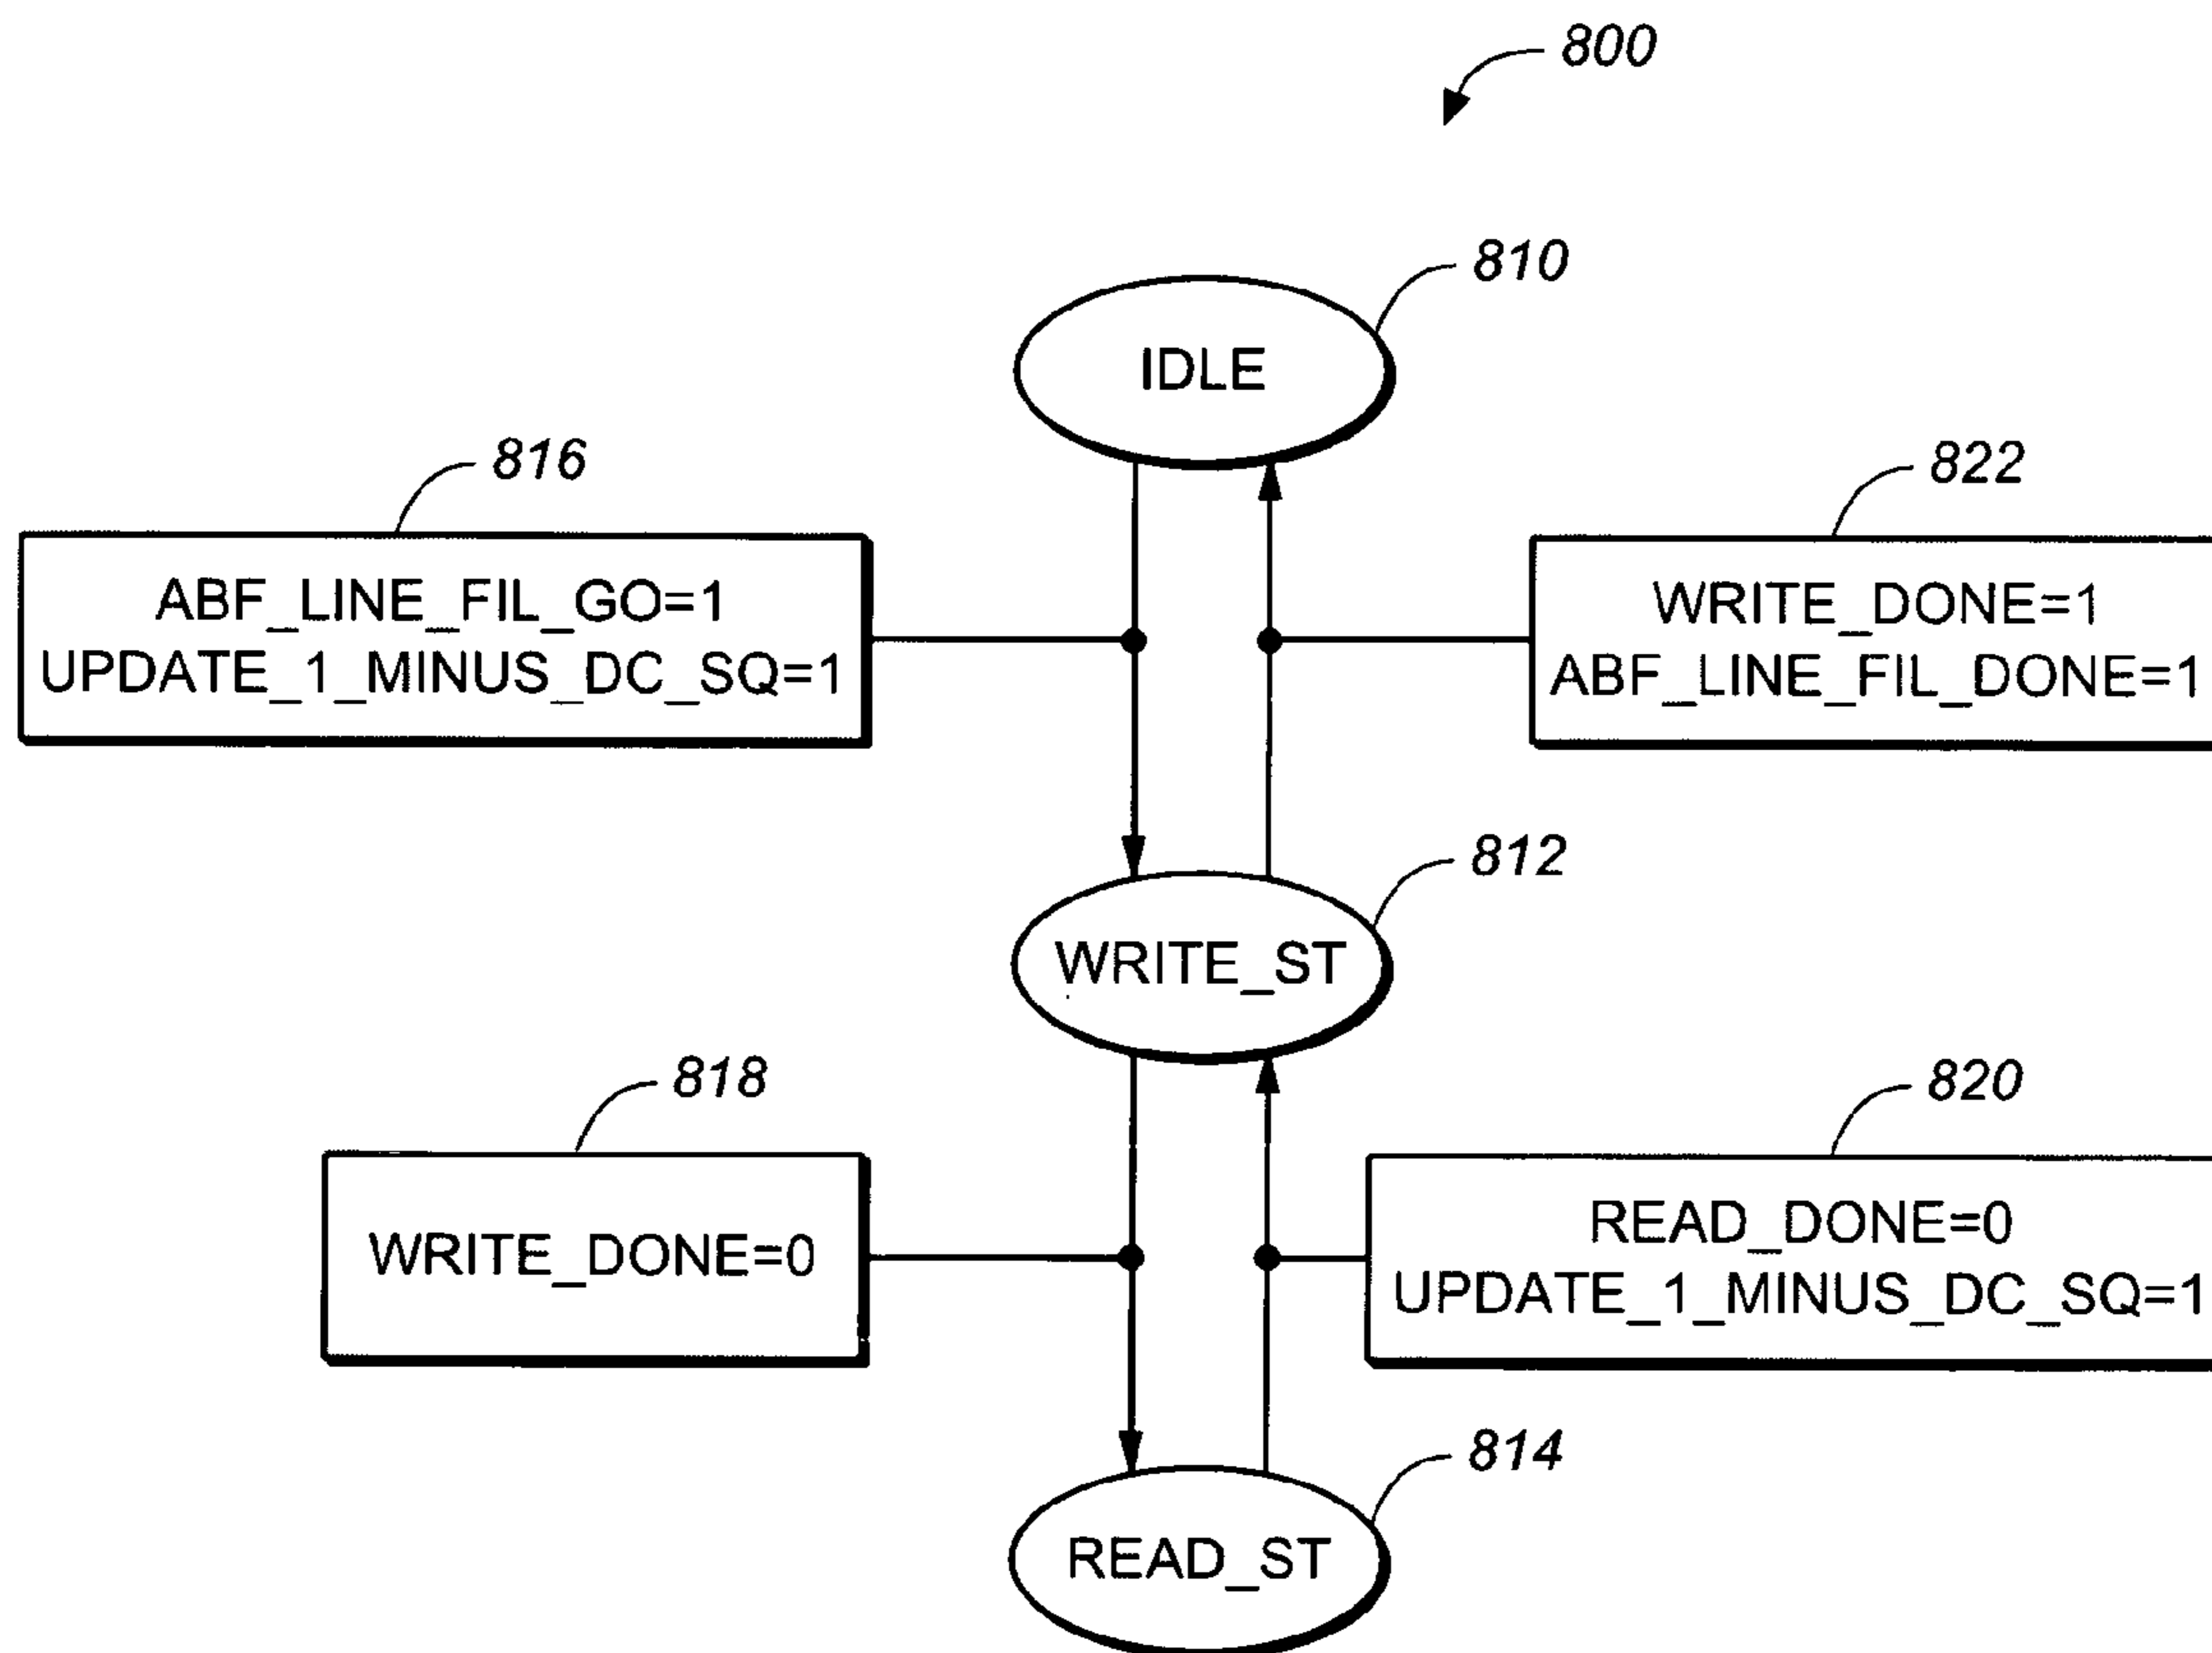 800
810
IDLE
816
822
ABF_LINE_FIL_GO=1
UPDATE_1_MINUS_DC_SQ=1
WRITE_DONE=1
ABF_LINE_FIL_DONE=1
812
WRITE_ST
818
820
WRITE_DONE=0
READ_DONE=0
UPDATE_1_MINUS_DC_SQ=1
814
READ_ST